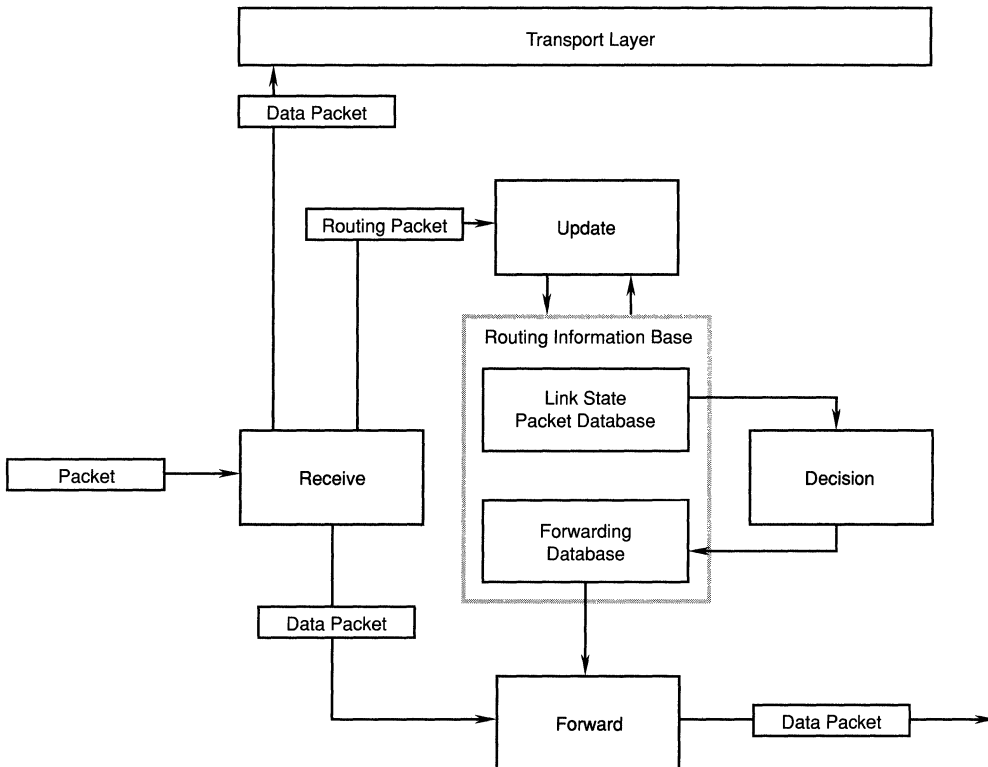 Transport Layer
Data Packet
Routing Packet
Update
Routing Information Base
Link State
Packet Database
Packet
Receive
Decision
Forwarding
Database
Data Packet
Forward
Data Packet